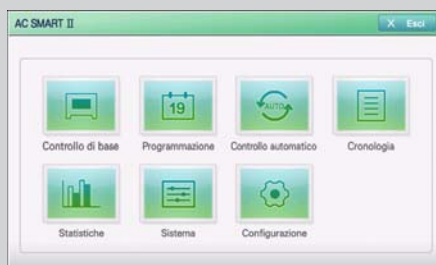 AC SMART II
X Esci
19
AUTO
Controllo di base
Programmazione
Controllo automatico
Cronologia
Statistiche
Sistema
Configurazione